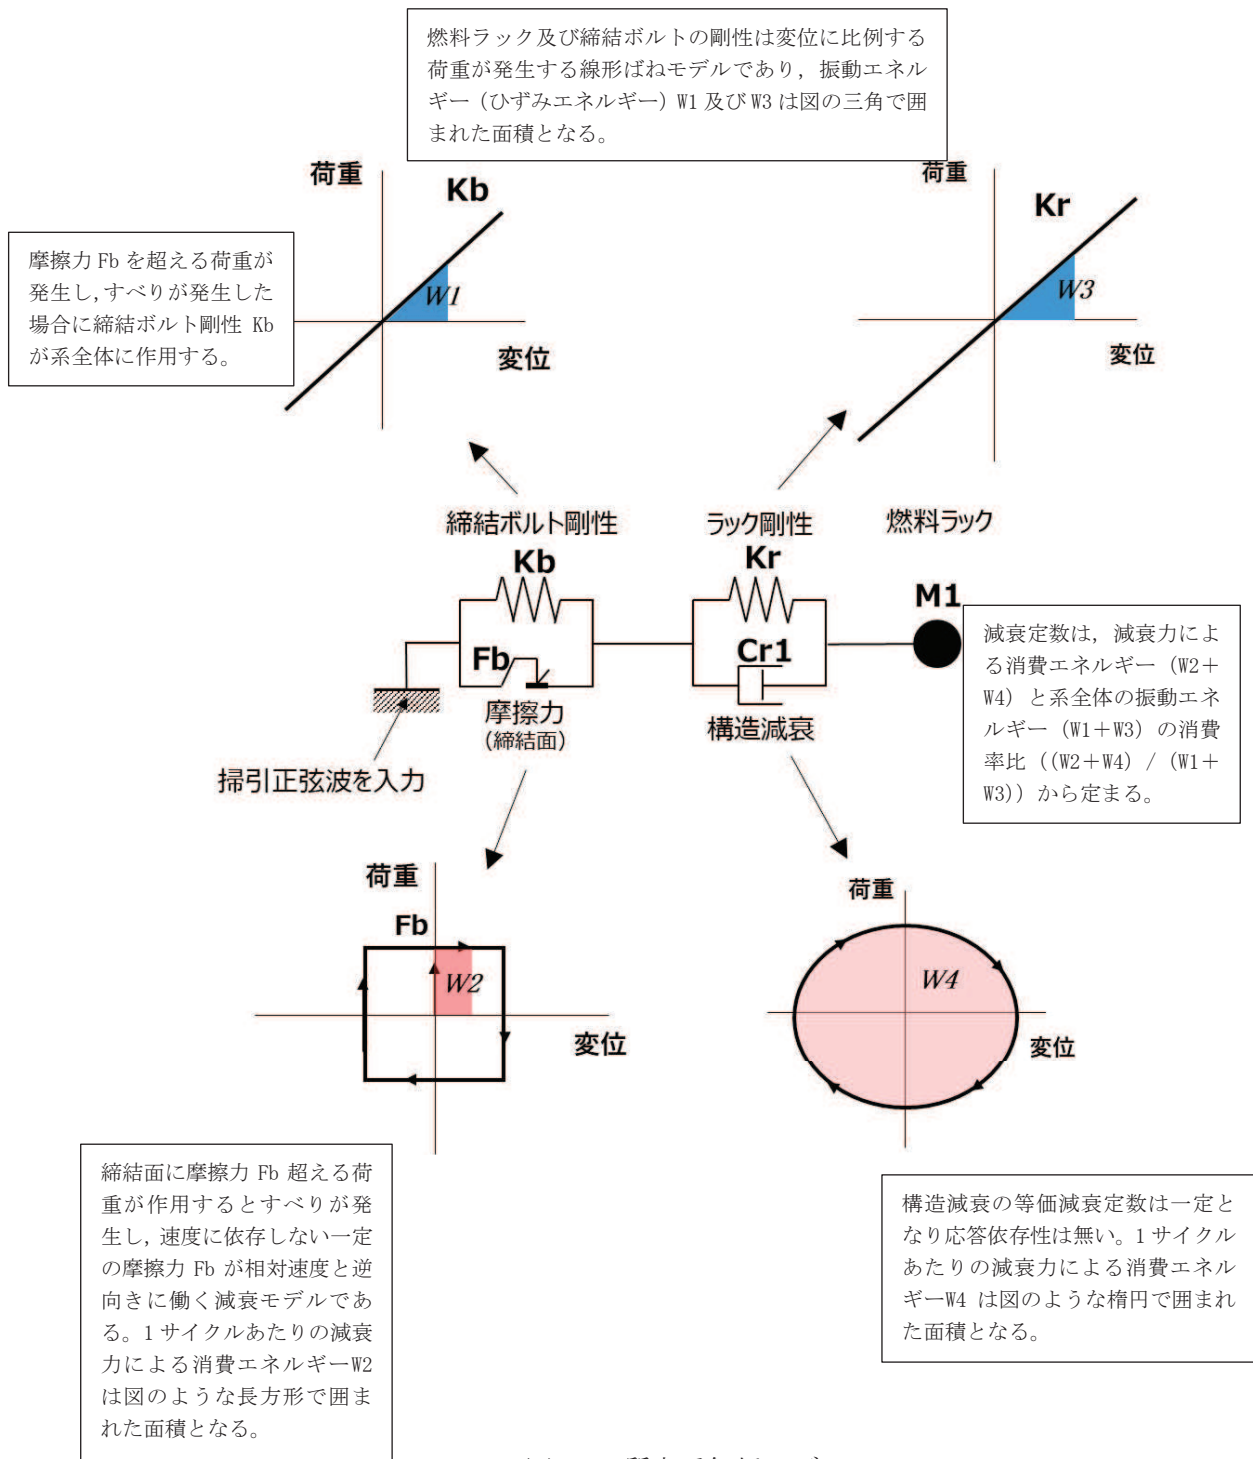 燃料ラック及び締結ボルトの剛性は変位に比例する
荷重が発生する線形ばねモデルであり，振動エネル
ギー（ひずみエネルギー）W1 及び W3 は図の三角で囲
まれた面積となる。
荷重
Kb
W1
変位
荷重
Kr
W3
変位
摩擦力 Fb を超える荷重が
発生し,すべりが発生した
場合に締結ボルト剛性 Kb
が系全体に作用する。
締結ボルト剛性
Kb
ラック剛性
Kr
燃料ラック
M1
Fb
摩擦力
（締結面）
Cr1
構造減衰
掃引正弦波を入力
減衰定数は，減衰力によ
る消費エネルギー（W2＋
W4）と系全体の振動エネ
ルギー（W1＋W3）の消費
率比（(W2＋W4）/（W1＋
W3)）から定まる。
荷重
Fb
W2
変位
荷重
W4
変位
締結面に摩擦力 Fb 超える荷
重が作用するとすべりが発
生し，速度に依存しない一定
の摩擦力 Fb が相対速度と逆
向きに働く減衰モデルであ
る。1 サイクルあたりの減衰
力による消費エネルギーW2
は図のような長方形で囲ま
れた面積となる。
構造減衰の等価減衰定数は一定と
なり応答依存性は無い。1 サイクル
あたりの減衰力による消費エネル
ギーW4 は図のような楕円で囲まれ
た面積となる。